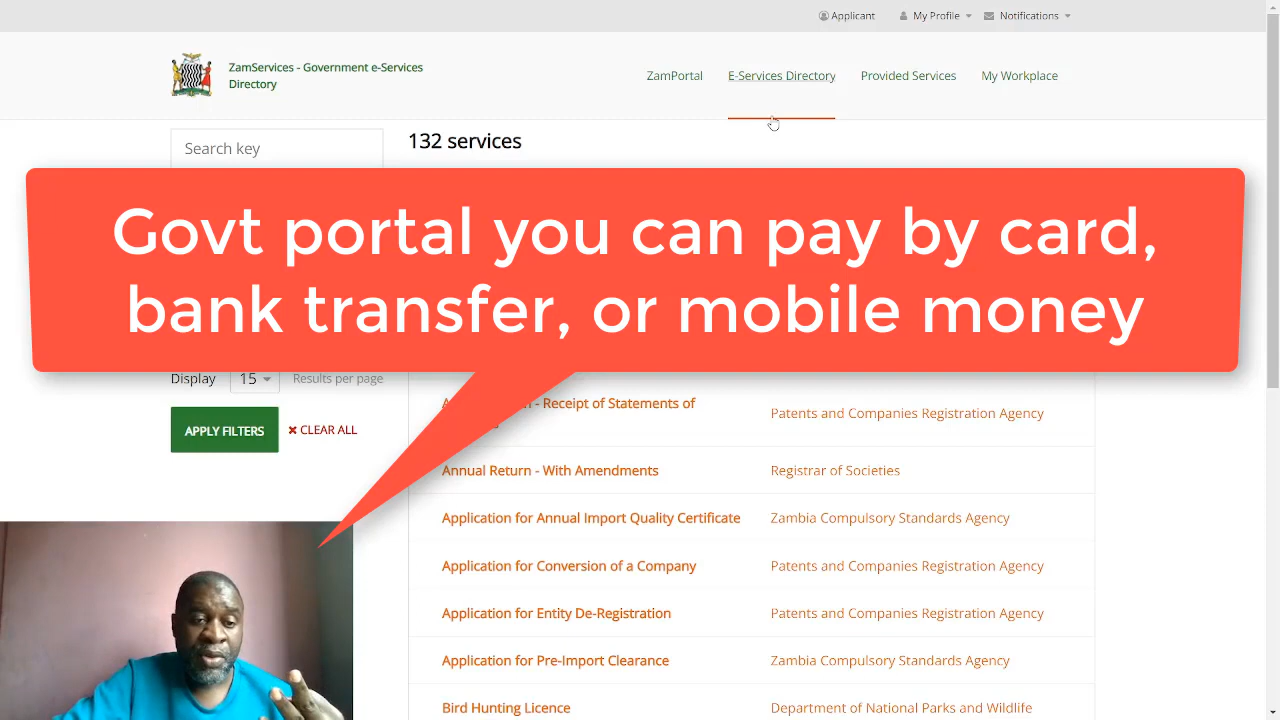 Applicant My Profile Notifications
ZamServices - Government e-Services
Directory
ZamPortal E-Services Directory Provided Services My Workplace
Search key
132 services
Govt portal you can pay by card,
bank transfer, or mobile money
Display 15 Results per page
APPLY FILTERS CLEAR ALL
- Receipt of Statements of
Patents and Companies Registration Agency
Annual Return - With Amendments Registrar of Societies
Application for Annual Import Quality Certificate Zambia Compulsory Standards Agency
Application for Conversion of a Company Patents and Companies Registration Agency
Application for Entity De-Registration Patents and Companies Registration Agency
Application for Pre-Import Clearance Zambia Compulsory Standards Agency
Bird Hunting Licence Department of National Parks and Wildlife